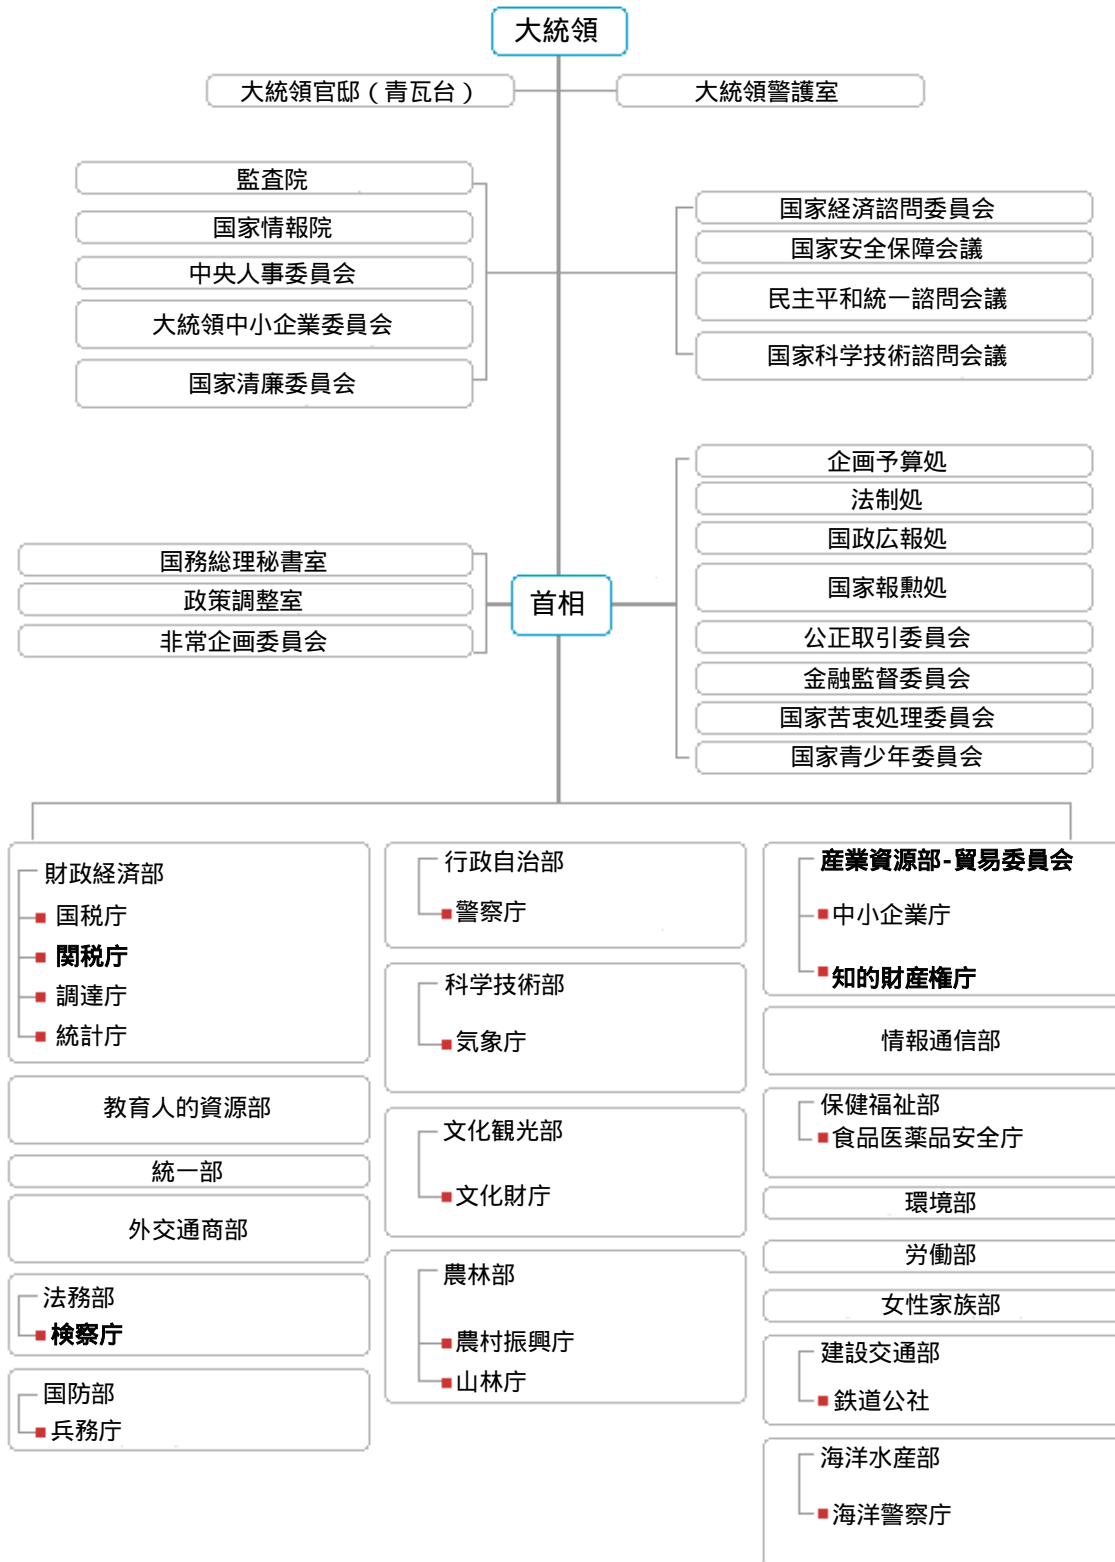 大統領
大統領官邸（青瓦台）
大統領警護室
監査院
国家情報院
中央人事委員会
大統領中小企業委員会
国家清廉委員会
国家経済諮問委員会
国家安全保障会議
民主平和統一諮問会議
国家科学技術諮問会議
国務総理秘書室
政策調整室
非常企画委員会
首相
企画予算処
法制処
国政広報処
国家報勲処
公正取引委員会
金融監督委員会
国家苦衷処理委員会
国家青少年委員会
財政経済部
国税庁
関税庁
調達庁
統計庁
教育人的資源部
統一部
外交通商部
法務部
検察庁
国防部
兵務庁
行政自治部
警察庁
科学技術部
気象庁
文化観光部
文化財庁
農林部
農村振興庁
山林庁
産業資源部-貿易委員会
中小企業庁
知的財産権庁
情報通信部
保健福祉部
食品医薬品安全庁
環境部
労働部
女性家族部
建設交通部
鉄道公社
海洋水産部
海洋警察庁